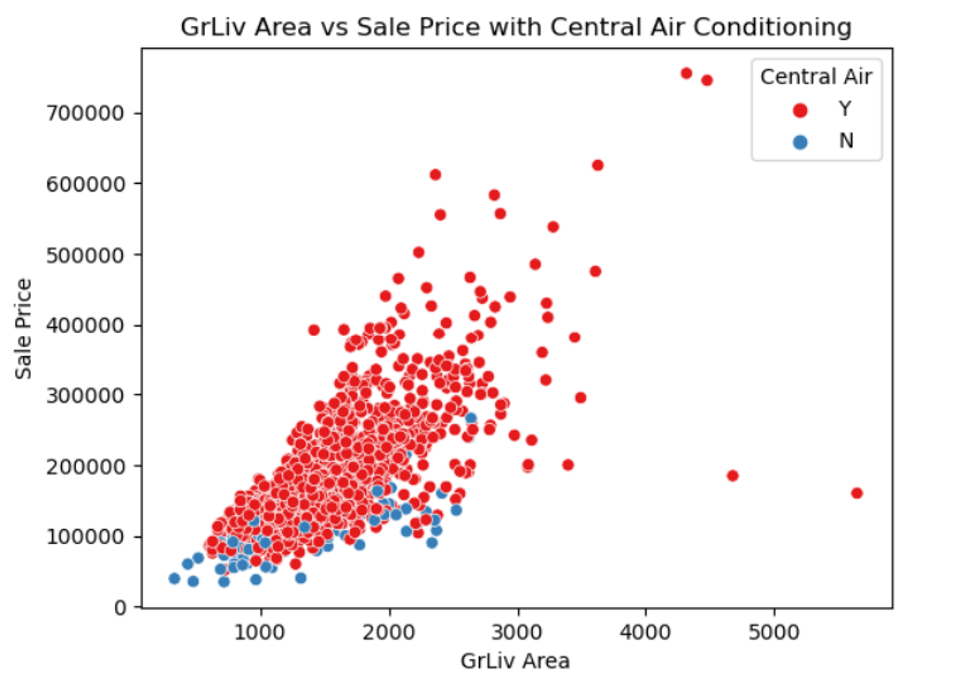 GrLiv Area vs Sale Price with Central Air Conditioning
Central Air
Y
N
700000
600000
500000
400000
300000
200000
100000
0
Sale Price
1000 2000 3000 4000 5000
GrLiv Area